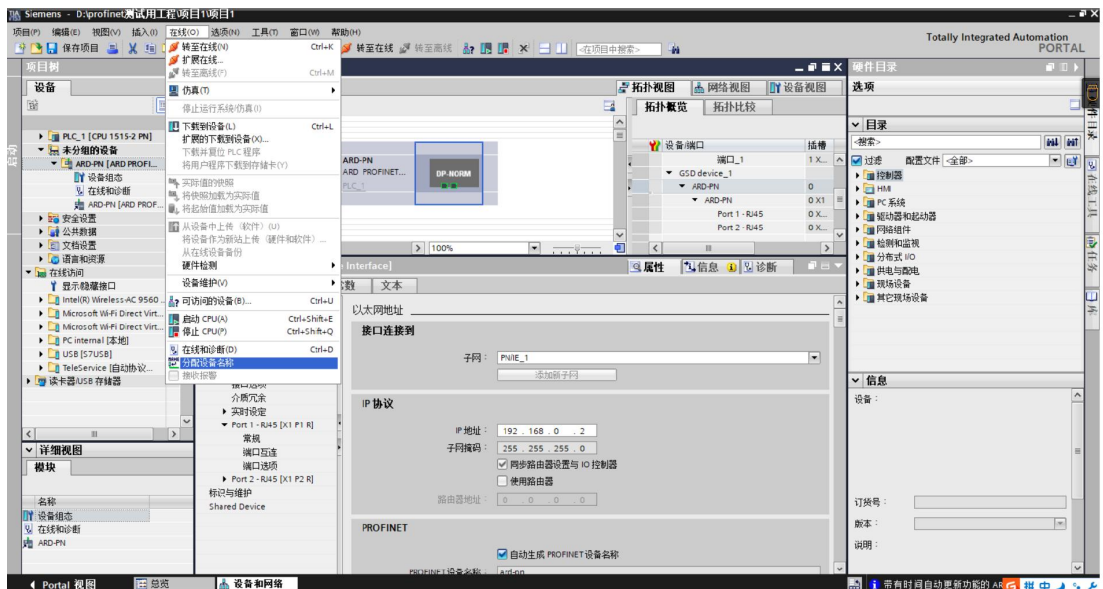 Siemens - D:\profinet测试用工程\项目1\项目1
项目(P) 编辑(E) 视图(V) 插入(I) 在线(O) 选项(N) 工具(T) 窗口(W) 帮助(H)
Totally Integrated Automation
PORTAL
保存项目
转至在线 转至离线 <在项目中搜索>
转至在线(N) Ctrl+K
扩展在线...
转至离线(F) Ctrl+M
仿真(T)
停止运行系统/仿真(I)
下载到设备(L) Ctrl+L
扩展的下载到设备(X)...
下载并复位 PLC 程序
将用户程序下载到存储卡(Y)
实际值的快照
将快照加载为实际值
将起始值加载为实际值
从设备中上传(软件)(U)
将设备作为新站上传(硬件和软件)...
从在线设备备份
硬件检测
设备维护(V)
可访问的设备(B)... Ctrl+U
启动 CPU(A) Ctrl+Shift+E
停止 CPU(P) Ctrl+Shift+Q
在线和诊断(D) Ctrl+D
分配设备名称
接收报警
项目树
设备
PLC_1 [CPU 1515-2 PN]
未分组的设备
ARD-PN [ARD PROFI...
设备组态
在线和诊断
ARD-PN [ARD PROF...
安全设置
公共数据
文档设置
语言和资源
在线访问
显示/隐藏接口
Intel(R) Wireless-AC 9560 ..
Microsoft Wi-Fi Direct Virt...
Microsoft Wi-Fi Direct Virt...
PC internal [本地]
USB [S7USB]
TeleService [自动协议...
读卡器/USB 存储器
详细视图
模块
名称
设备组态
在线和诊断
ARD-PN
启动
拓扑视图 网络视图 设备视图
拓扑概览 拓扑比较
ARD-PN
ARD PROFINET...
PLC_1
DP-NORM
100%
设备/端口 插槽
端口_1 1 X...
GSD device_1
ARD-PN 0
ARD-PN 0 X1
Port 1 - RJ45 0 X...
Port 2 - RJ45 0 X...
Interface]
属性 信息 诊断
文本
接口选项
介质冗余
实时设定
Port 1 - RJ45 [X1 P1 R]
常规
端口互连
端口选项
Port 2 - RJ45 [X1 P2 R]
标识与维护
Shared Device
以太网地址
接口连接到
子网: PN/IE_1
添加新子网
IP 协议
IP 地址: 192 . 168 . 0 . 2
子网掩码: 255 . 255 . 255 . 0
同步路由器设置与 IO 控制器
使用路由器
路由器地址: 0 . 0 . 0 . 0
PROFINET
自动生成 PROFINET 设备名称
PROFINET 设备名称: ard-pn
硬件目录
选项
目录
<搜索>
过滤 配置文件 <全部>
控制器
HMI
PC 系统
驱动器和起动器
网络组件
检测和监视
分布式 I/O
供电与配电
现场设备
其它现场设备
信息
设备:
订货号:
版本:
说明:
硬件目录
在线工具
任务
库
Portal 视图 总览 设备和网络
带有时间自动更新功能的 AR
拼 中